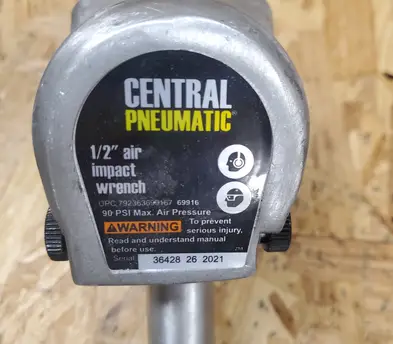 CENTRAL
PNEUMATIC®
1/2" air
impact
wrench
69916
90 PSI Max. Air Pressure
WARNING To prevent
serious injury.
Read and understand manual
before use.
Serial 36428 26 2021